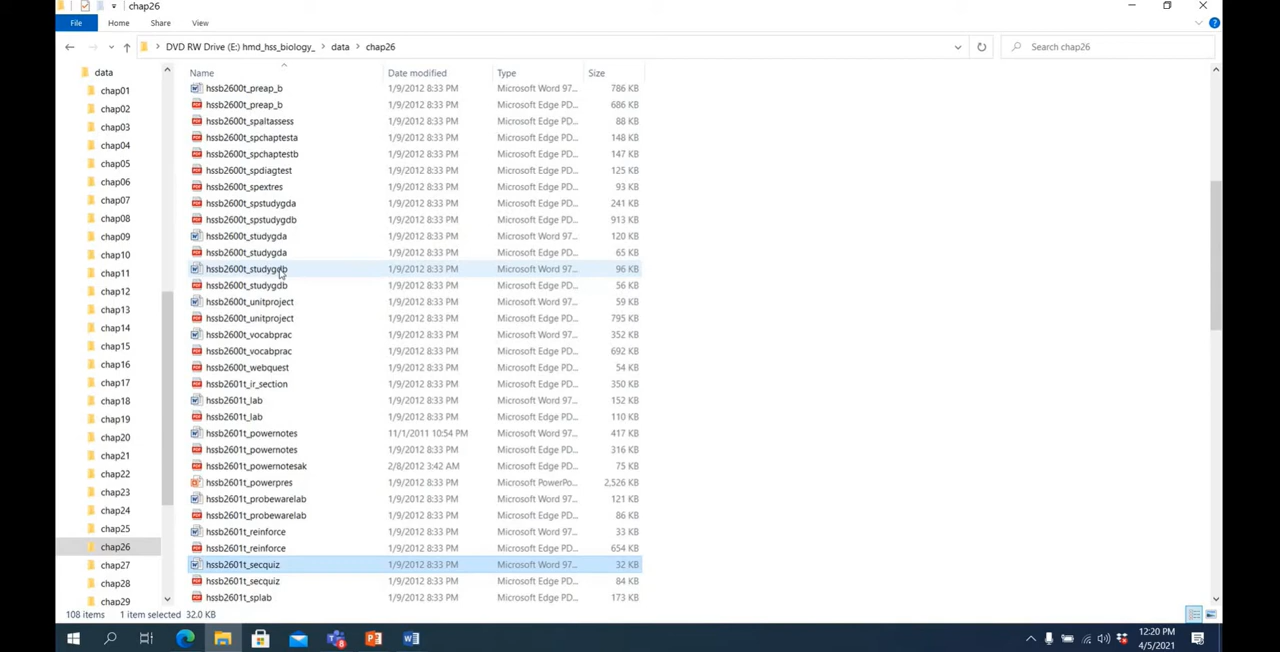 chap26
File Home Share View
DVD RW Drive (E:) hmd_hss_biology_ > data > chap26
Search chap26
data
chap01
chap02
chap03
chap04
chap05
chap06
chap07
chap08
chap09
chap10
chap11
chap12
chap13
chap14
chap15
chap16
chap17
chap18
chap19
chap20
chap21
chap22
chap23
chap24
chap25
chap26
chap27
chap28
chap29
Name Date modified Type Size
hssb2600t_preap_b 1/9/2012 8:33 PM Microsoft Word 97... 786 KB
hssb2600t_preap_b 1/9/2012 8:33 PM Microsoft Edge PD... 686 KB
hssb2600t_spaltassess 1/9/2012 8:33 PM Microsoft Edge PD... 88 KB
hssb2600t_spchaptesta 1/9/2012 8:33 PM Microsoft Edge PD... 148 KB
hssb2600t_spchaptestb 1/9/2012 8:33 PM Microsoft Edge PD... 147 KB
hssb2600t_spdiagtest 1/9/2012 8:33 PM Microsoft Edge PD... 125 KB
hssb2600t_spextres 1/9/2012 8:33 PM Microsoft Edge PD... 93 KB
hssb2600t_spstudygda 1/9/2012 8:33 PM Microsoft Edge PD... 241 KB
hssb2600t_spstudygdb 1/9/2012 8:33 PM Microsoft Edge PD... 913 KB
hssb2600t_studygda 1/9/2012 8:33 PM Microsoft Word 97... 120 KB
hssb2600t_studygda 1/9/2012 8:33 PM Microsoft Edge PD... 65 KB
hssb2600t_studygdb 1/9/2012 8:33 PM Microsoft Word 97... 96 KB
hssb2600t_studygdb 1/9/2012 8:33 PM Microsoft Edge PD... 56 KB
hssb2600t_unitproject 1/9/2012 8:33 PM Microsoft Word 97... 59 KB
hssb2600t_unitproject 1/9/2012 8:33 PM Microsoft Edge PD... 795 KB
hssb2600t_vocabprac 1/9/2012 8:33 PM Microsoft Word 97... 352 KB
hssb2600t_vocabprac 1/9/2012 8:33 PM Microsoft Edge PD... 692 KB
hssb2600t_webquest 1/9/2012 8:33 PM Microsoft Edge PD... 54 KB
hssb2601t_ir_section 1/9/2012 8:33 PM Microsoft Edge PD... 350 KB
hssb2601t_lab 1/9/2012 8:33 PM Microsoft Word 97... 152 KB
hssb2601t_lab 1/9/2012 8:33 PM Microsoft Edge PD... 110 KB
hssb2601t_powernotes 11/1/2011 10:54 PM Microsoft Word 97... 417 KB
hssb2601t_powernotes 1/9/2012 8:33 PM Microsoft Edge PD... 316 KB
hssb2601t_powernotesak 2/8/2012 3:42 AM Microsoft Edge PD... 75 KB
hssb2601t_powerpres 1/9/2012 8:33 PM Microsoft PowerPo... 2,526 KB
hssb2601t_probewarelab 1/9/2012 8:33 PM Microsoft Word 97... 121 KB
hssb2601t_probewarelab 1/9/2012 8:33 PM Microsoft Edge PD... 86 KB
hssb2601t_reinforce 1/9/2012 8:33 PM Microsoft Word 97... 33 KB
hssb2601t_reinforce 1/9/2012 8:33 PM Microsoft Edge PD... 654 KB
hssb2601t_secquiz 1/9/2012 8:33 PM Microsoft Word 97... 32 KB
hssb2601t_secquiz 1/9/2012 8:33 PM Microsoft Edge PD... 84 KB
hssb2601t_splab 1/9/2012 8:33 PM Microsoft Edge PD... 173 KB
108 items 1 item selected 32.0 KB
12:20 PM
4/5/2021